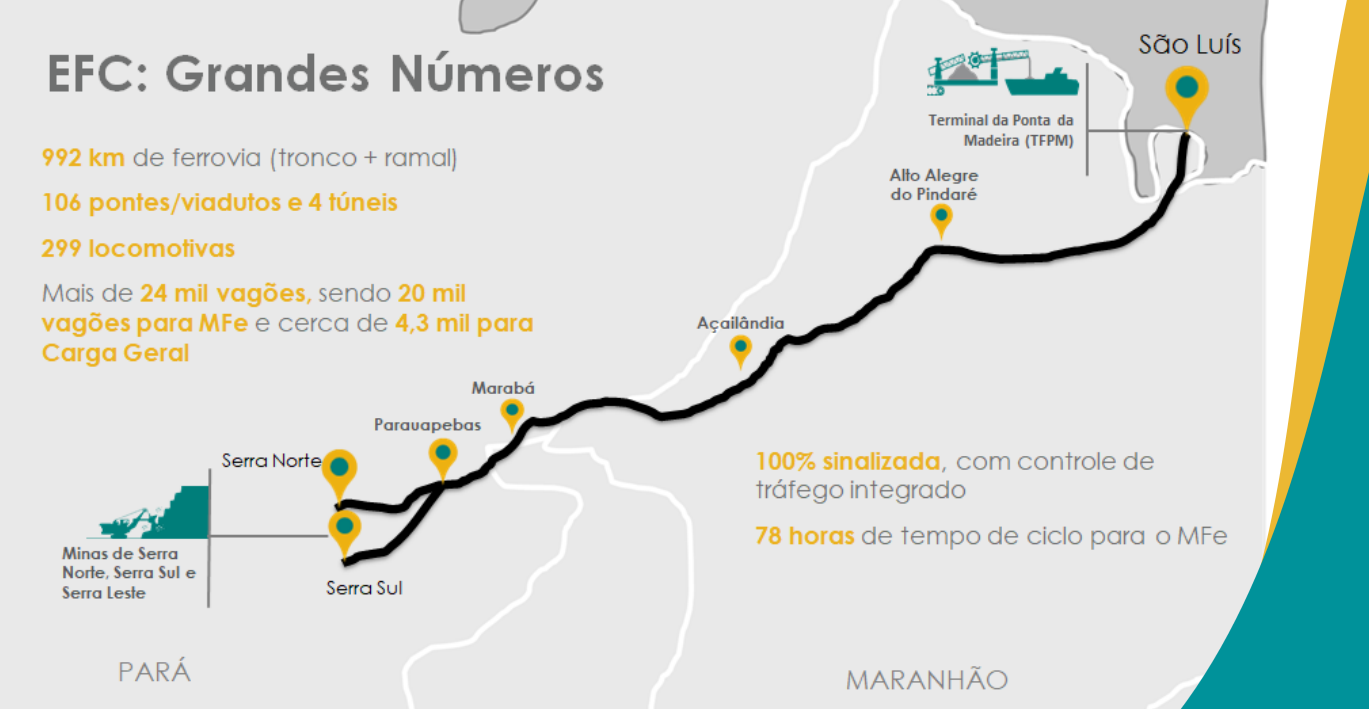 EFC: Grandes Números
992 km de ferrovia (tronco + ramal)
106 pontes/viadutos e 4 túneis
299 locomotivas
Mais de 24 mil vagões, sendo 20 mil
vagões para MFe e cerca de 4,3 mil para
Carga Geral
São Luís
Terminal da Ponta da
Madeira (TFPM)
Alto Alegre
do Pindaré
Açailândia
Marabá
Parauapebas
Serra Norte
Minas de Serra
Norte, Serra Sul e
Serra Leste
Serra Sul
100% sinalizada, com controle de
tráfego integrado
78 horas de tempo de ciclo para o MFe
PARÁ
MARANHÃO